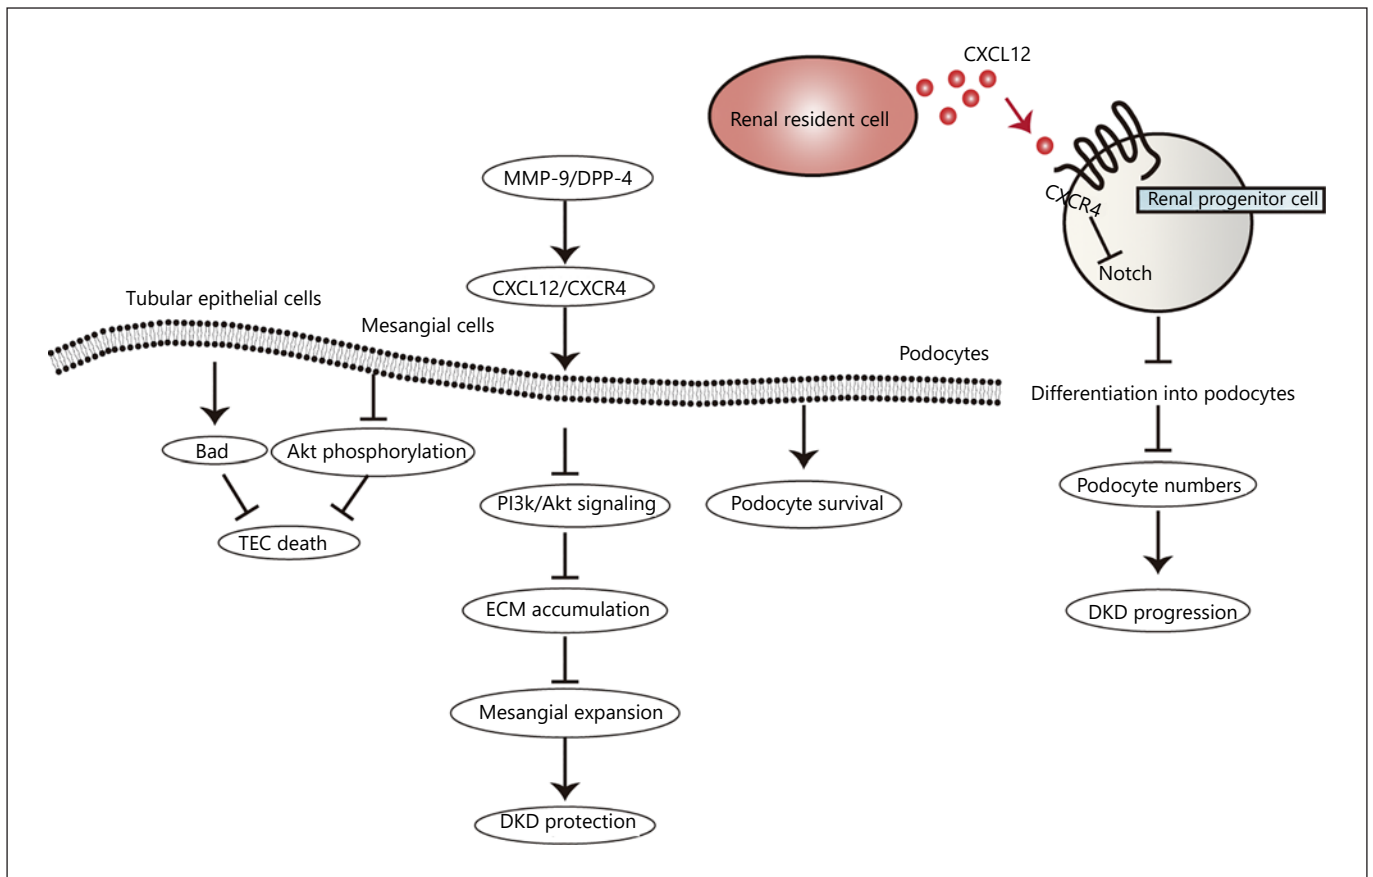 CXCL12
Renal resident cell
MMP-9/DPP-4
CXCR4
Renal progenitor cell
Notch
CXCL12/CXCR4
Tubular epithelial cells
Mesangial cells
Podocytes
Differentiation into podocytes
Bad
Akt phosphorylation
PI3k/Akt signaling
Podocyte survival
Podocyte numbers
TEC death
ECM accumulation
DKD progression
Mesangial expansion
DKD protection